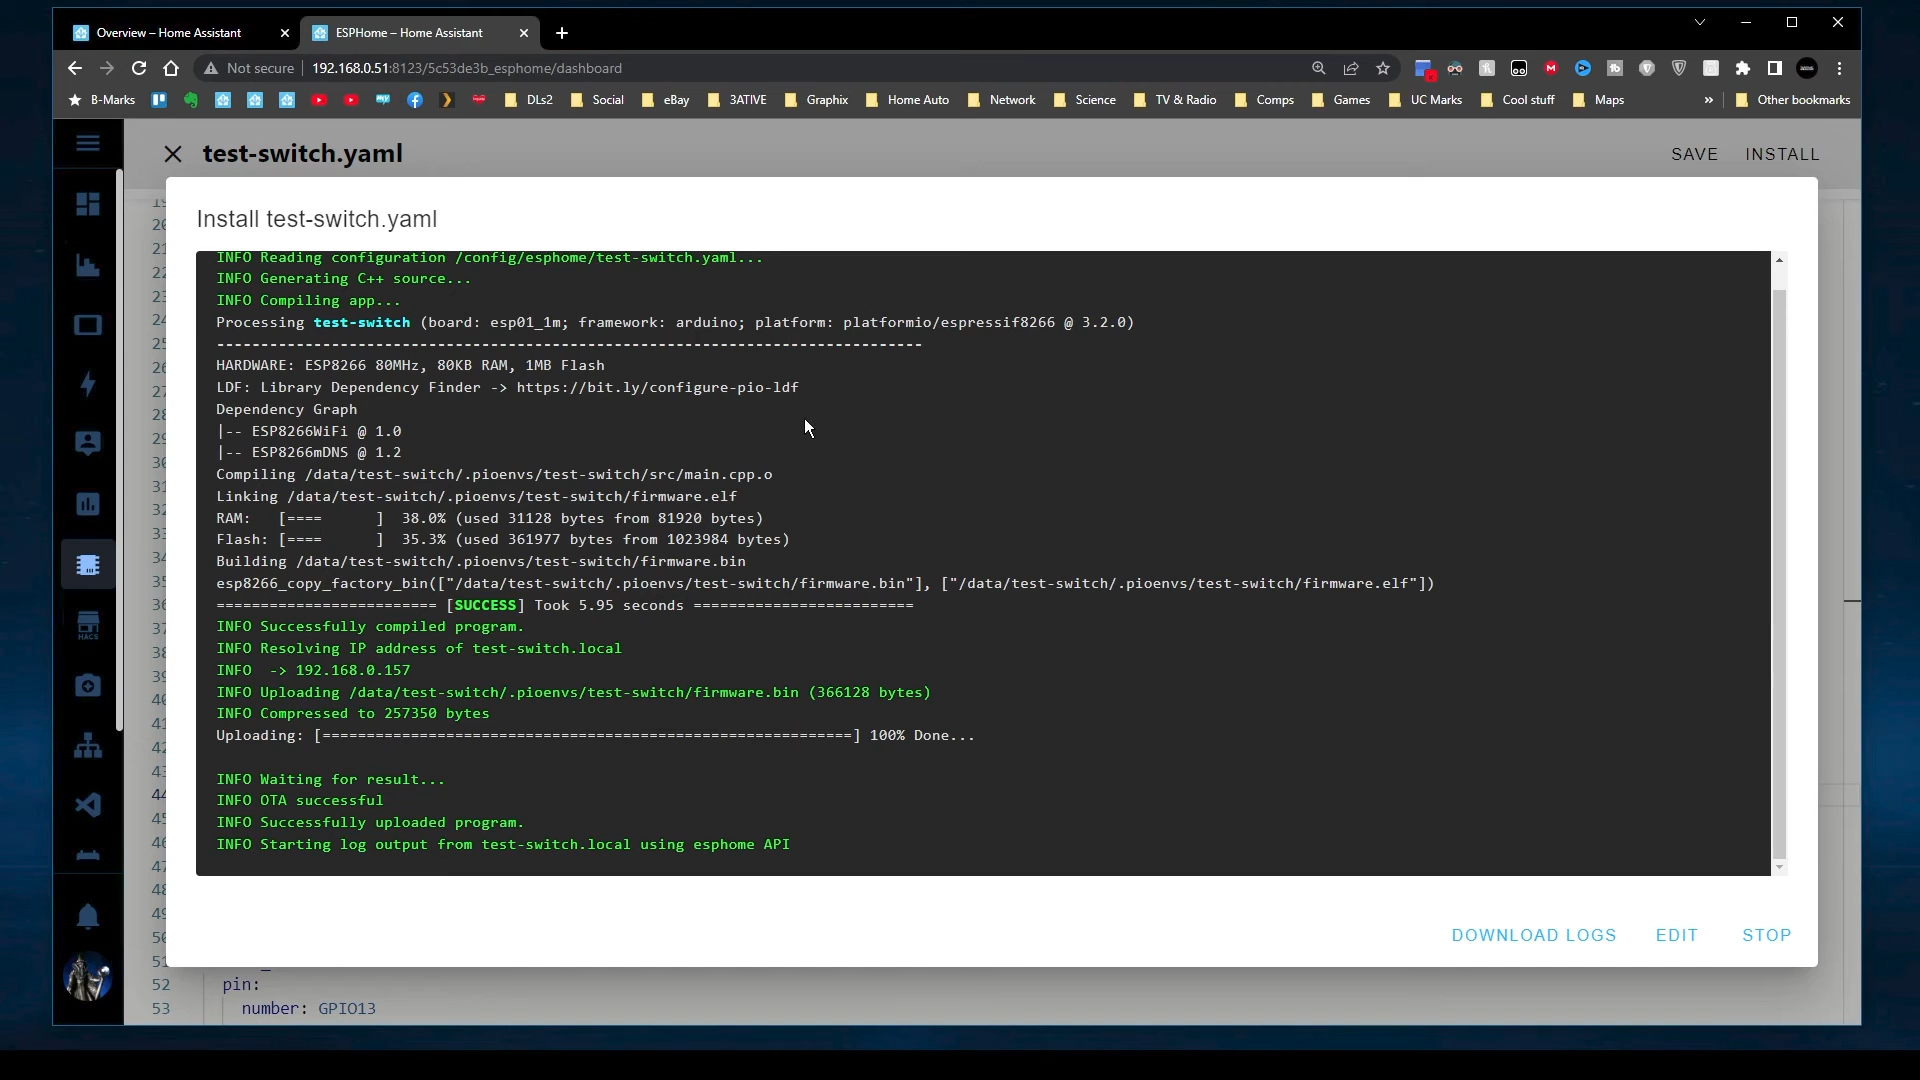 Overview – Home Assistant
ESPHome – Home Assistant
Not secure
192.168.0.51:8123/5c53de3b_esphome/dashboard
B-Marks
DLs2
Social
eBay
3ATIVE
Graphix
Home Auto
Network
Science
TV & Radio
Comps
Games
UC Marks
Cool stuff
Maps
»
Other bookmarks
test-switch.yaml
SAVE
INSTALL
Install test-switch.yaml
INFO Reading configuration /config/esphome/test-switch.yaml...
INFO Generating C++ source...
INFO Compiling app...
Processing test-switch (board: esp01_1m; framework: arduino; platform: platformio/espressif8266 @ 3.2.0)
--------------------------------------------------------------------------------
HARDWARE: ESP8266 80MHz, 80KB RAM, 1MB Flash
LDF: Library Dependency Finder -> https://bit.ly/configure-pio-ldf
Dependency Graph
|-- ESP8266WiFi @ 1.0
|-- ESP8266mDNS @ 1.2
Compiling /data/test-switch/.pioenvs/test-switch/src/main.cpp.o
Linking /data/test-switch/.pioenvs/test-switch/firmware.elf
RAM:   [====      ]  38.0% (used 31128 bytes from 81920 bytes)
Flash: [====      ]  35.3% (used 361977 bytes from 1023984 bytes)
Building /data/test-switch/.pioenvs/test-switch/firmware.bin
esp8266_copy_factory_bin(["/data/test-switch/.pioenvs/test-switch/firmware.bin"], ["/data/test-switch/.pioenvs/test-switch/firmware.elf"])
========================= [SUCCESS] Took 5.95 seconds =========================
INFO Successfully compiled program.
INFO Resolving IP address of test-switch.local
INFO  -> 192.168.0.157
INFO Uploading /data/test-switch/.pioenvs/test-switch/firmware.bin (366128 bytes)
INFO Compressed to 257350 bytes
Uploading: [============================================================] 100% Done...
INFO Waiting for result...
INFO OTA successful
INFO Successfully uploaded program.
INFO Starting log output from test-switch.local using esphome API
DOWNLOAD LOGS
EDIT
STOP
HACS
52 pin:
53 number: GPIO13